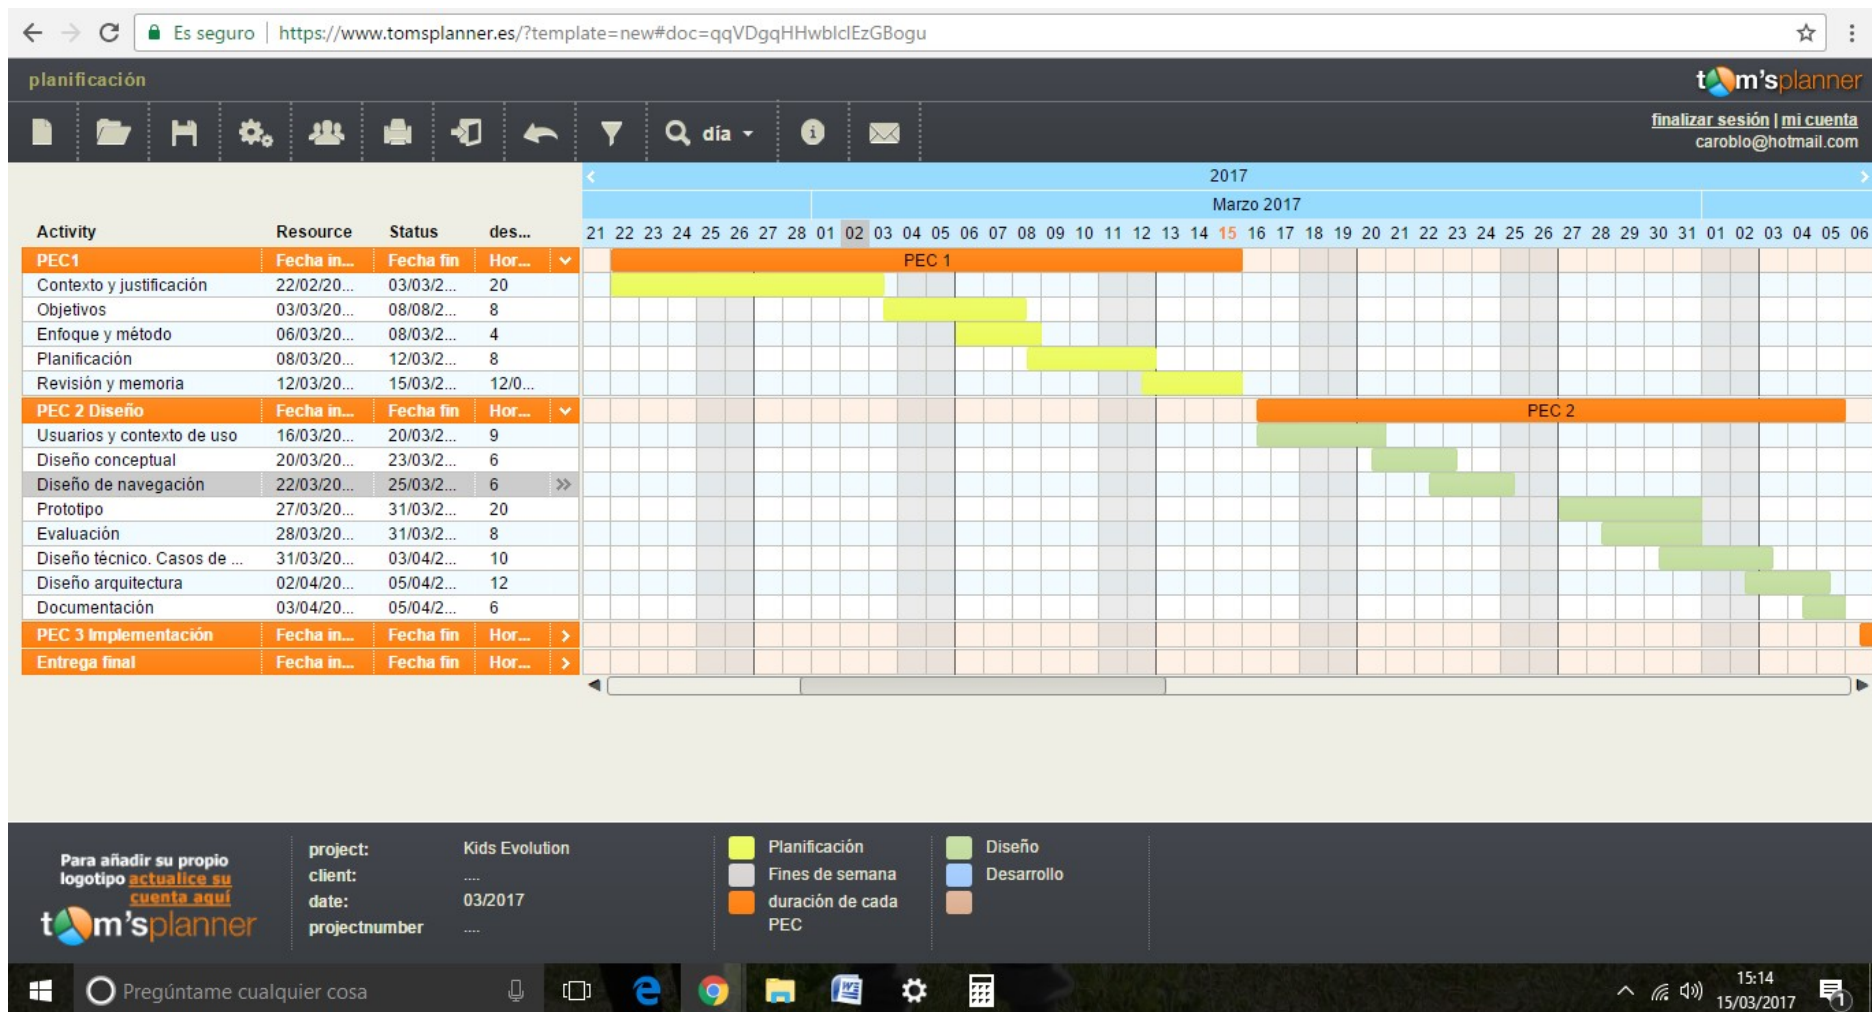 Es seguro | https://www.tomsplanner.es/?template=new#doc=qqVDgqHHwblclEzGBogu
planificación
tom'splanner
día
finalizar sesión | mi cuenta
caroblo@hotmail.com
2017
Marzo 2017
Activity Resource Status des...
21 22 23 24 25 26 27 28 01 02 03 04 05 06 07 08 09 10 11 12 13 14 15 16 17 18 19 20 21 22 23 24 25 26 27 28 29 30 31 01 02 03 04 05 06
PEC1 Fecha in... Fecha fin Hor... PEC 1
Contexto y justificación 22/02/20... 03/03/2... 20
Objetivos 03/03/20... 08/08/2... 8
Enfoque y método 06/03/20... 08/03/2... 4
Planificación 08/03/20... 12/03/2... 8
Revisión y memoria 12/03/20... 15/03/2... 12/0...
PEC 2 Diseño Fecha in... Fecha fin Hor... PEC 2
Usuarios y contexto de uso 16/03/20... 20/03/2... 9
Diseño conceptual 20/03/20... 23/03/2... 6
Diseño de navegación 22/03/20... 25/03/2... 6
Prototipo 27/03/20... 31/03/2... 20
Evaluación 28/03/20... 31/03/2... 8
Diseño técnico. Casos de ... 31/03/20... 03/04/2... 10
Diseño arquitectura 02/04/20... 05/04/2... 12
Documentación 03/04/20... 05/04/2... 6
PEC 3 Implementación Fecha in... Fecha fin Hor...
Entrega final Fecha in... Fecha fin Hor...
Para añadir su propio
logotipo actualice su
cuenta aquí
tom'splanner
project: Kids Evolution
client: ....
date: 03/2017
projectnumber ....
Planificación
Fines de semana
duración de cada
PEC
Diseño
Desarrollo
Pregúntame cualquier cosa
15:14
15/03/2017
1